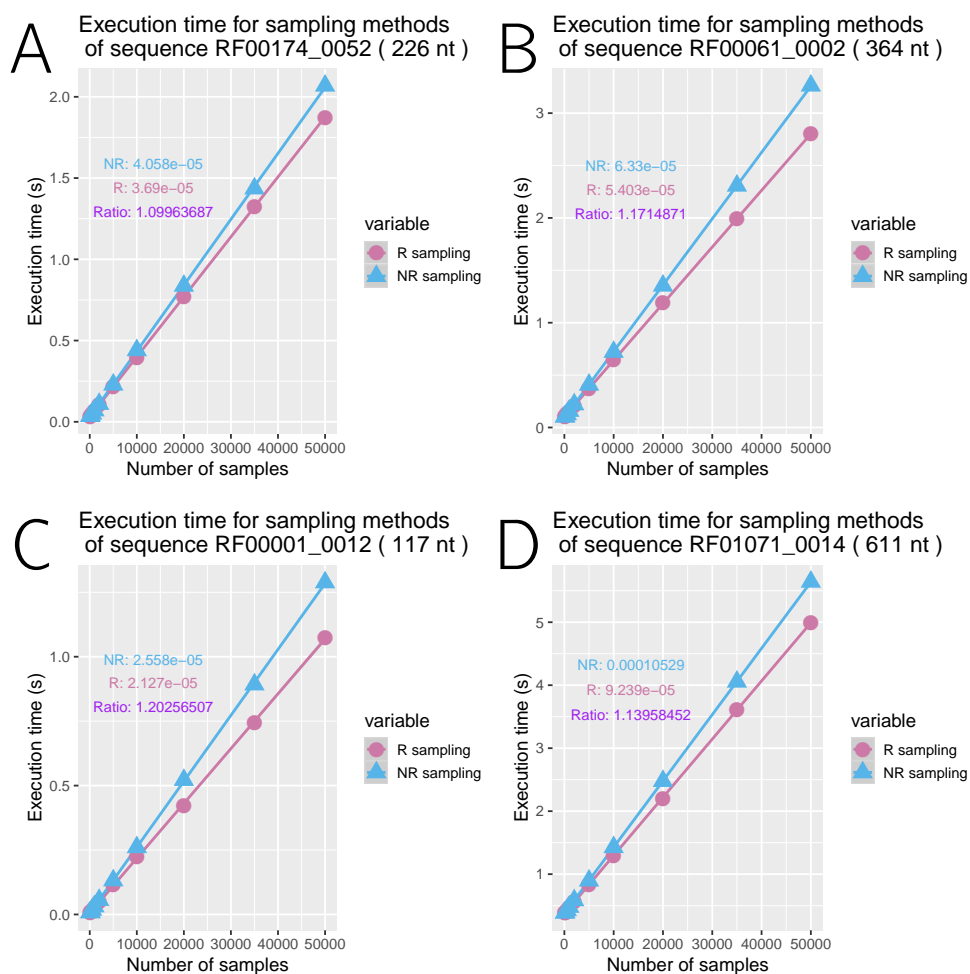 A
Execution time for sampling methods
of sequence RF00174_0052 ( 226 nt )
2.0
1.5
1.0
0.5
0.0
Execution time (s)
NR: 4.058e−05
R: 3.69e−05
Ratio: 1.09963687
0 10000 20000 30000 40000 50000
Number of samples
variable
R sampling
NR sampling
B
Execution time for sampling methods
of sequence RF00061_0002 ( 364 nt )
3
2
1
0
Execution time (s)
NR: 6.33e−05
R: 5.403e−05
Ratio: 1.1714871
0 10000 20000 30000 40000 50000
Number of samples
variable
R sampling
NR sampling
C
Execution time for sampling methods
of sequence RF00001_0012 ( 117 nt )
1.0
0.5
0.0
Execution time (s)
NR: 2.558e−05
R: 2.127e−05
Ratio: 1.20256507
0 10000 20000 30000 40000 50000
Number of samples
variable
R sampling
NR sampling
D
Execution time for sampling methods
of sequence RF01071_0014 ( 611 nt )
5
4
3
2
1
Execution time (s)
NR: 0.00010529
R: 9.239e−05
Ratio: 1.13958452
0 10000 20000 30000 40000 50000
Number of samples
variable
R sampling
NR sampling